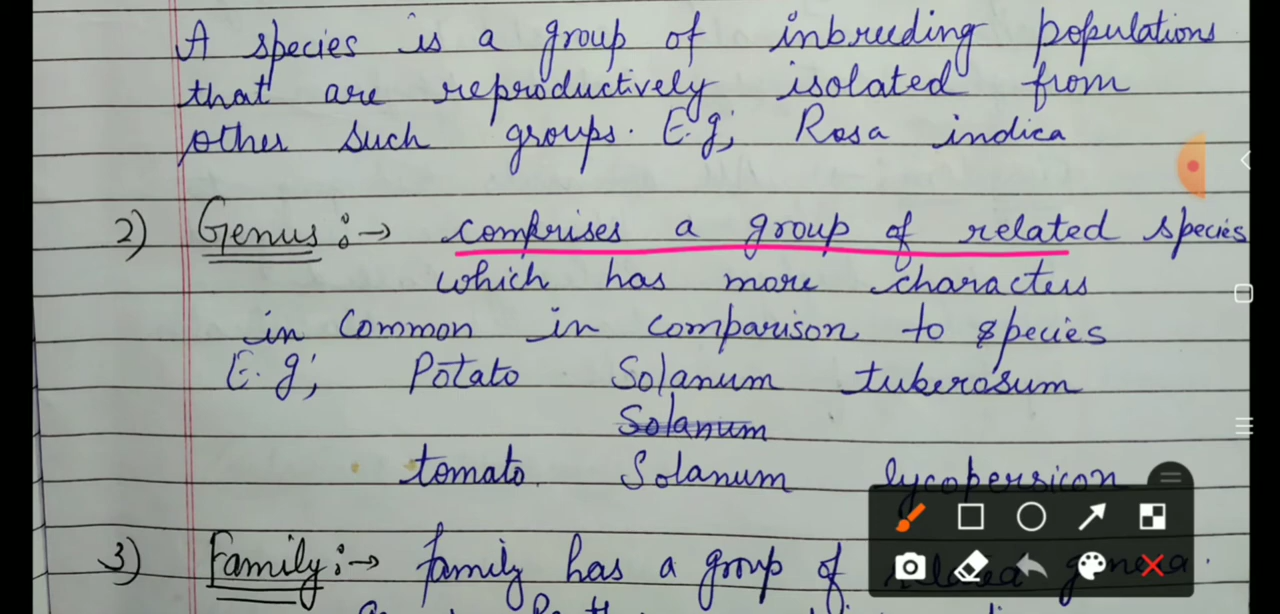 A species is a group of inbreeding populations
that are reproductively isolated from
other such groups. E.g; Rosa indica
2) Genus :→ comprises a group of related species
which has more characters
in common in comparison to species
E.g; Potato Solanum tuberosum
Solanum
tomato Solanum lycopersicon
3) Family :→ family has a group of related genera.